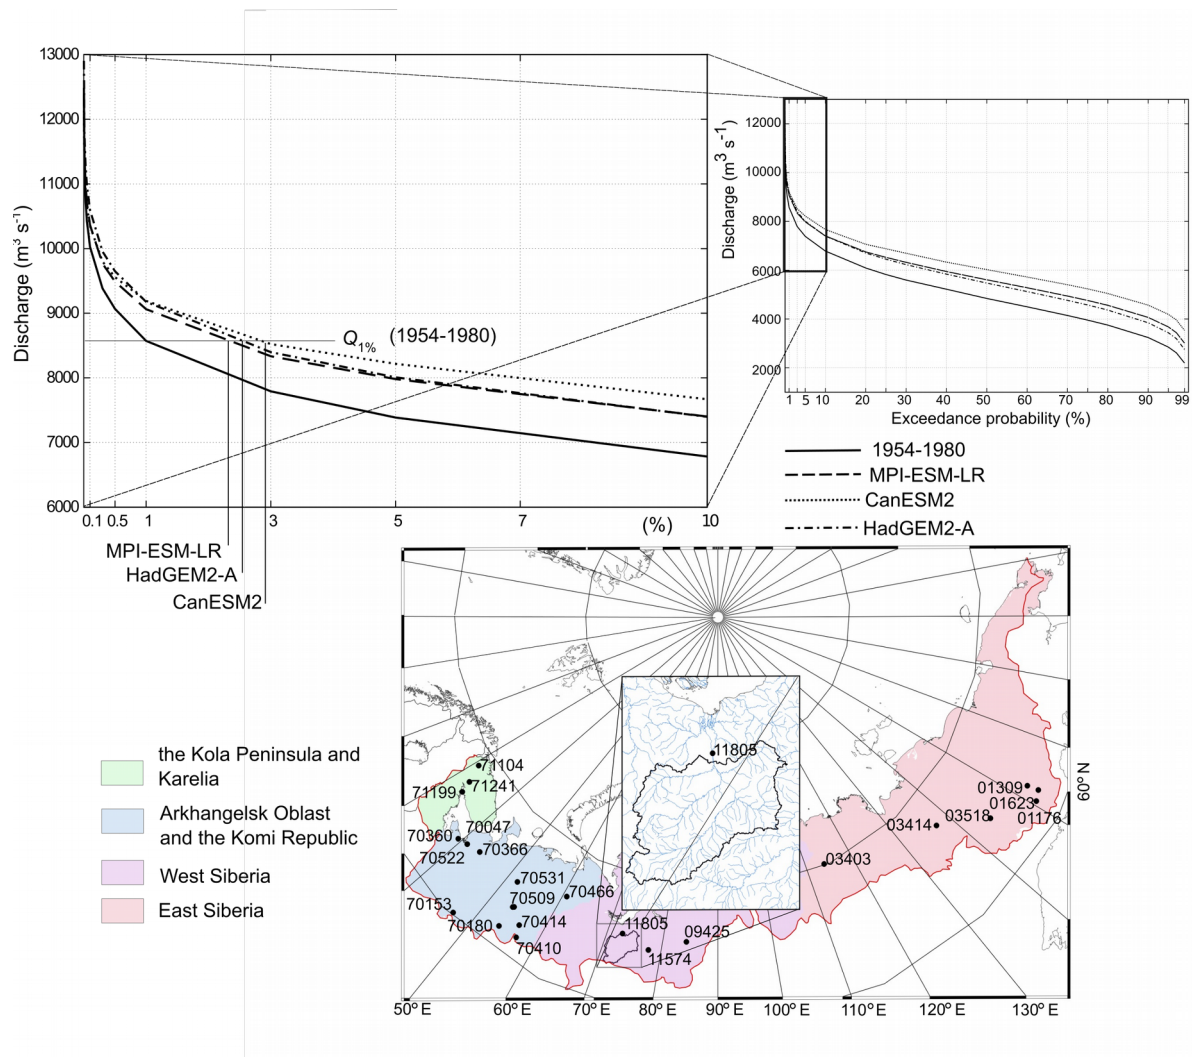 13000
12000
11000
10000
9000
8000
7000
6000
Discharge (m³ s⁻¹)
Q1% (1954-1980)
0.1 0.5 1 3 5 7 (%) 10
MPI-ESM-LR
HadGEM2-A
CanESM2
Discharge (m³ s⁻¹)
12000
10000
8000
6000
4000
2000
1 5 10 20 30 40 50 60 70 80 90 99
Exceedance probability (%)
1954-1980
MPI-ESM-LR
CanESM2
HadGEM2-A
the Kola Peninsula and
Karelia
Arkhangelsk Oblast
and the Komi Republic
West Siberia
East Siberia
71104
71241
71199
70047
70360
70522
70366
70531
70466
70509
70153
70180
70414
70410
11805
11805
09425
11574
03403
03414
03518
01309
01623
01176
60° N
50° E 60° E 70° E 80° E 90° E 100° E 110° E 120° E 130° E